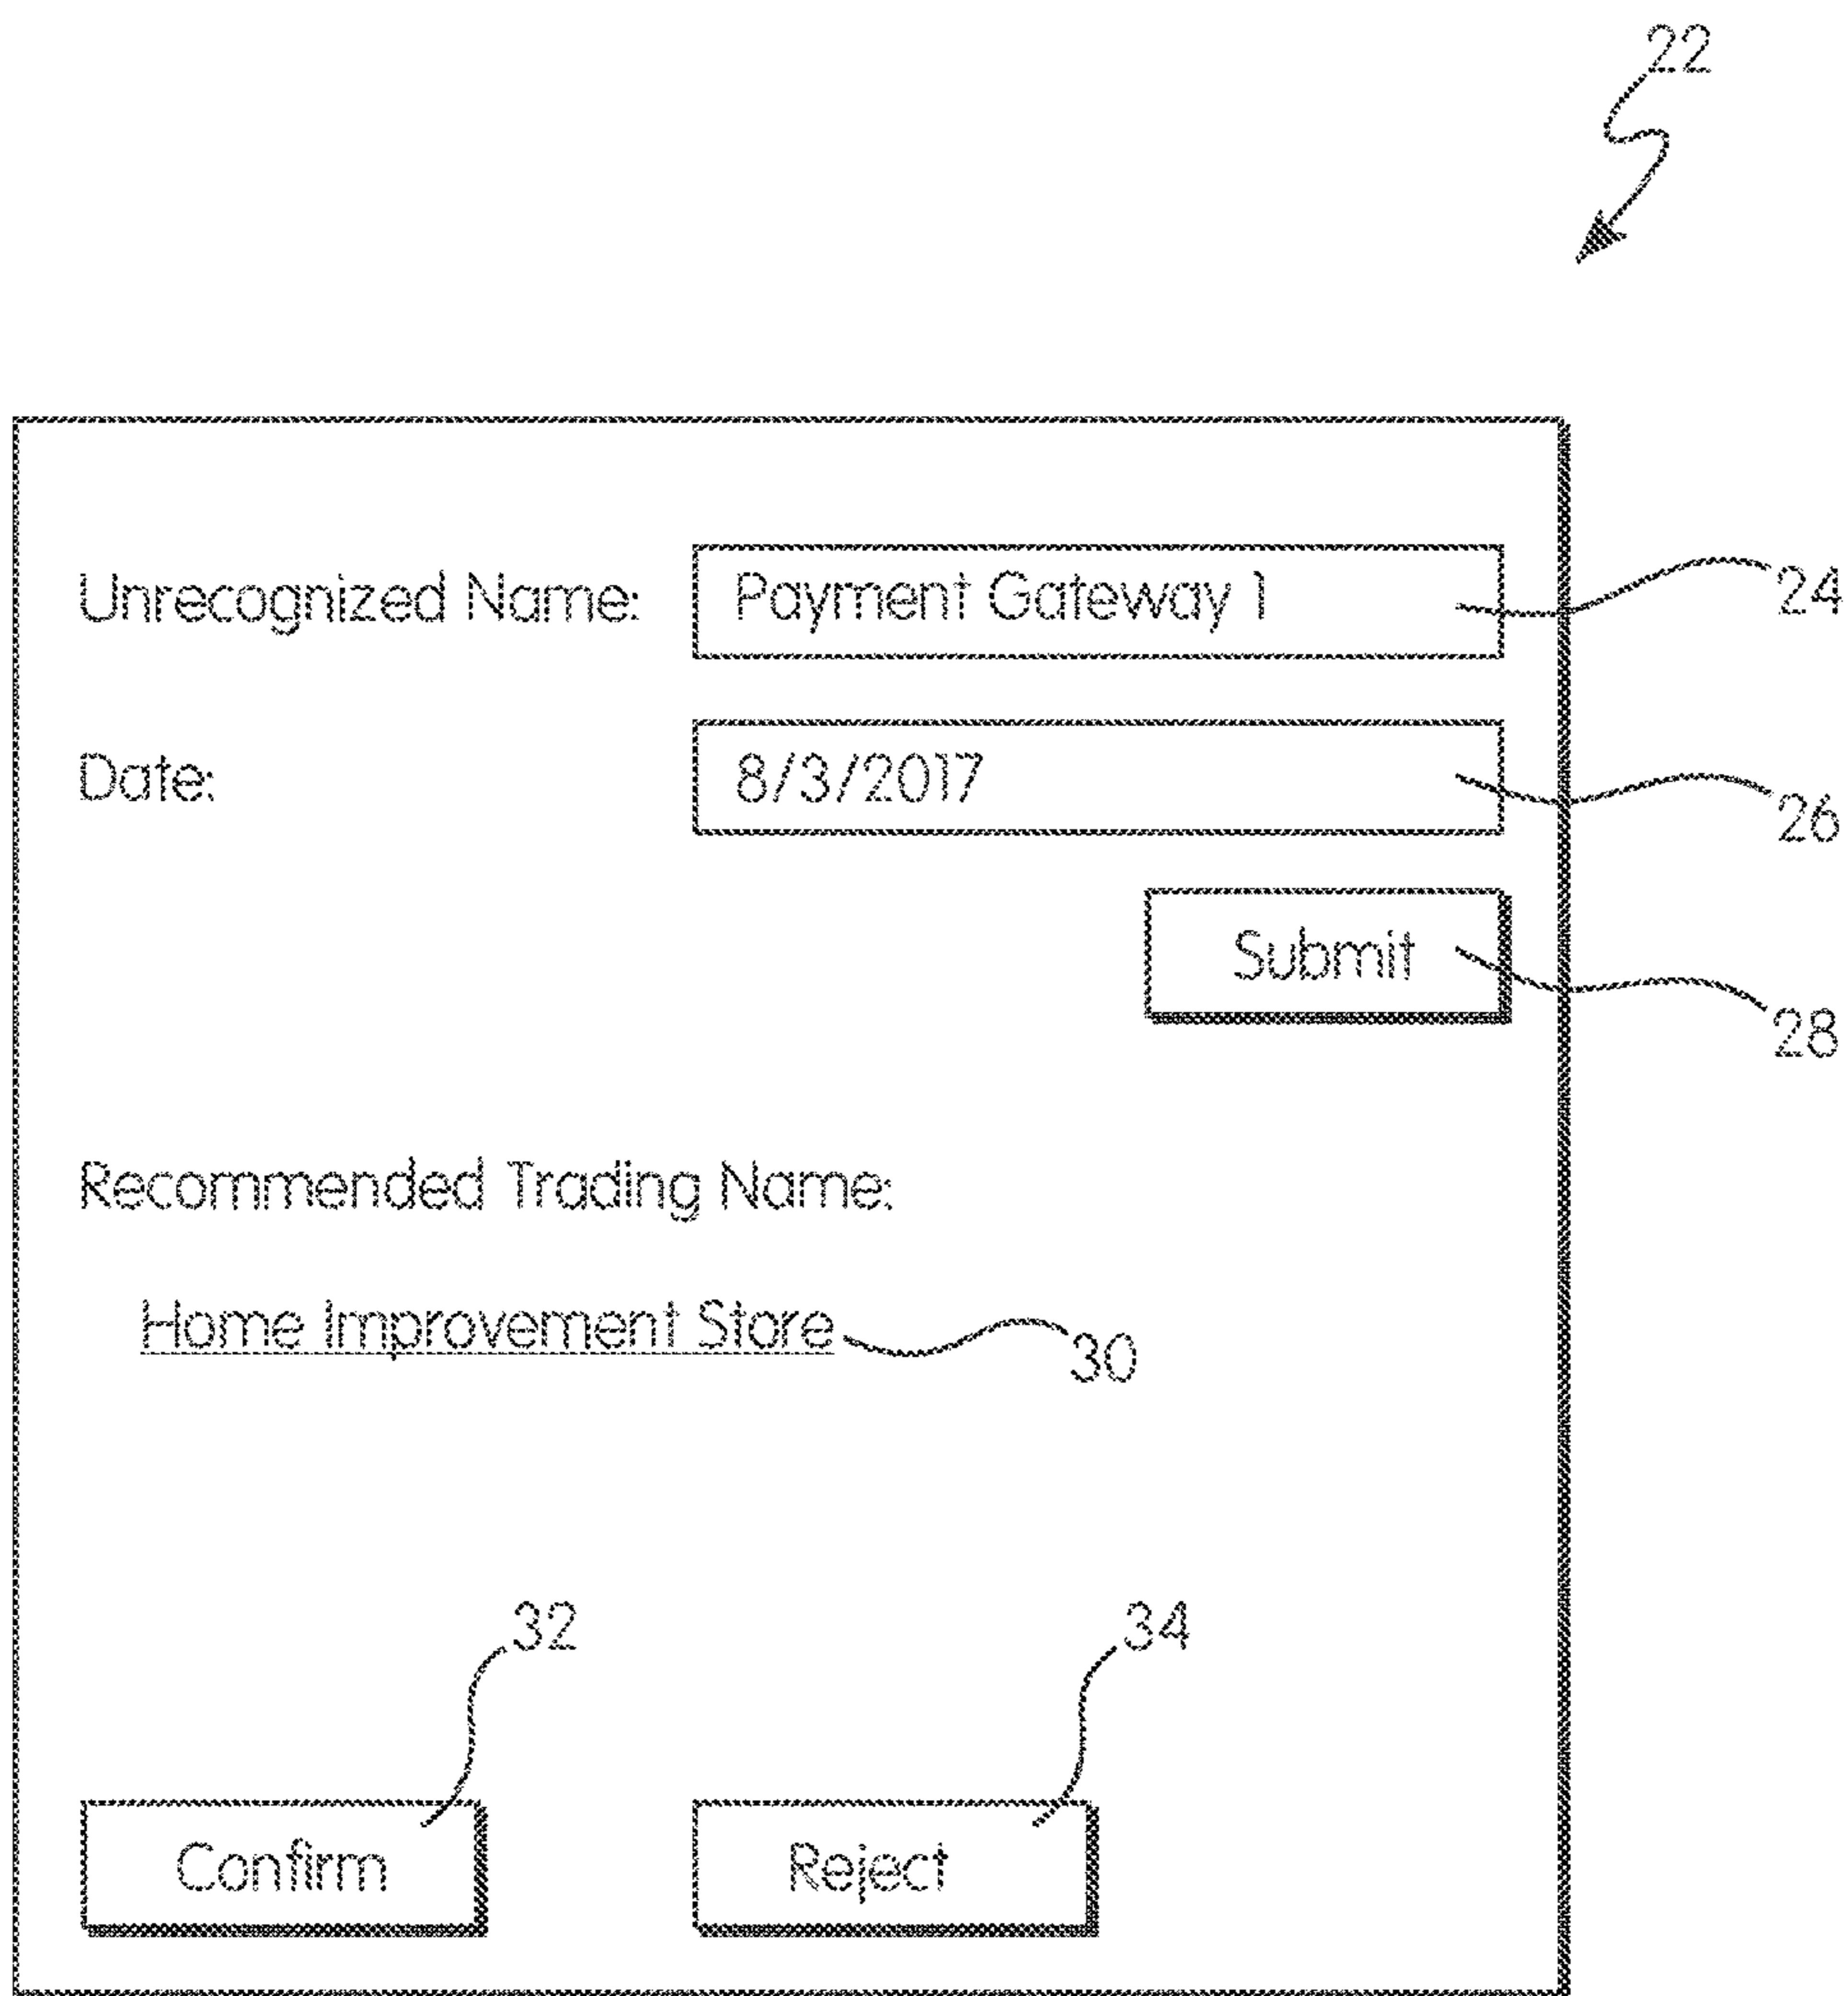 22
Unrecognized Name: Payment Gateway 1
24
Date: 8/3/2017
26
Submit
28
Recommended Trading Name:
Home Improvement Store
30
32
34
Confirm
Reject